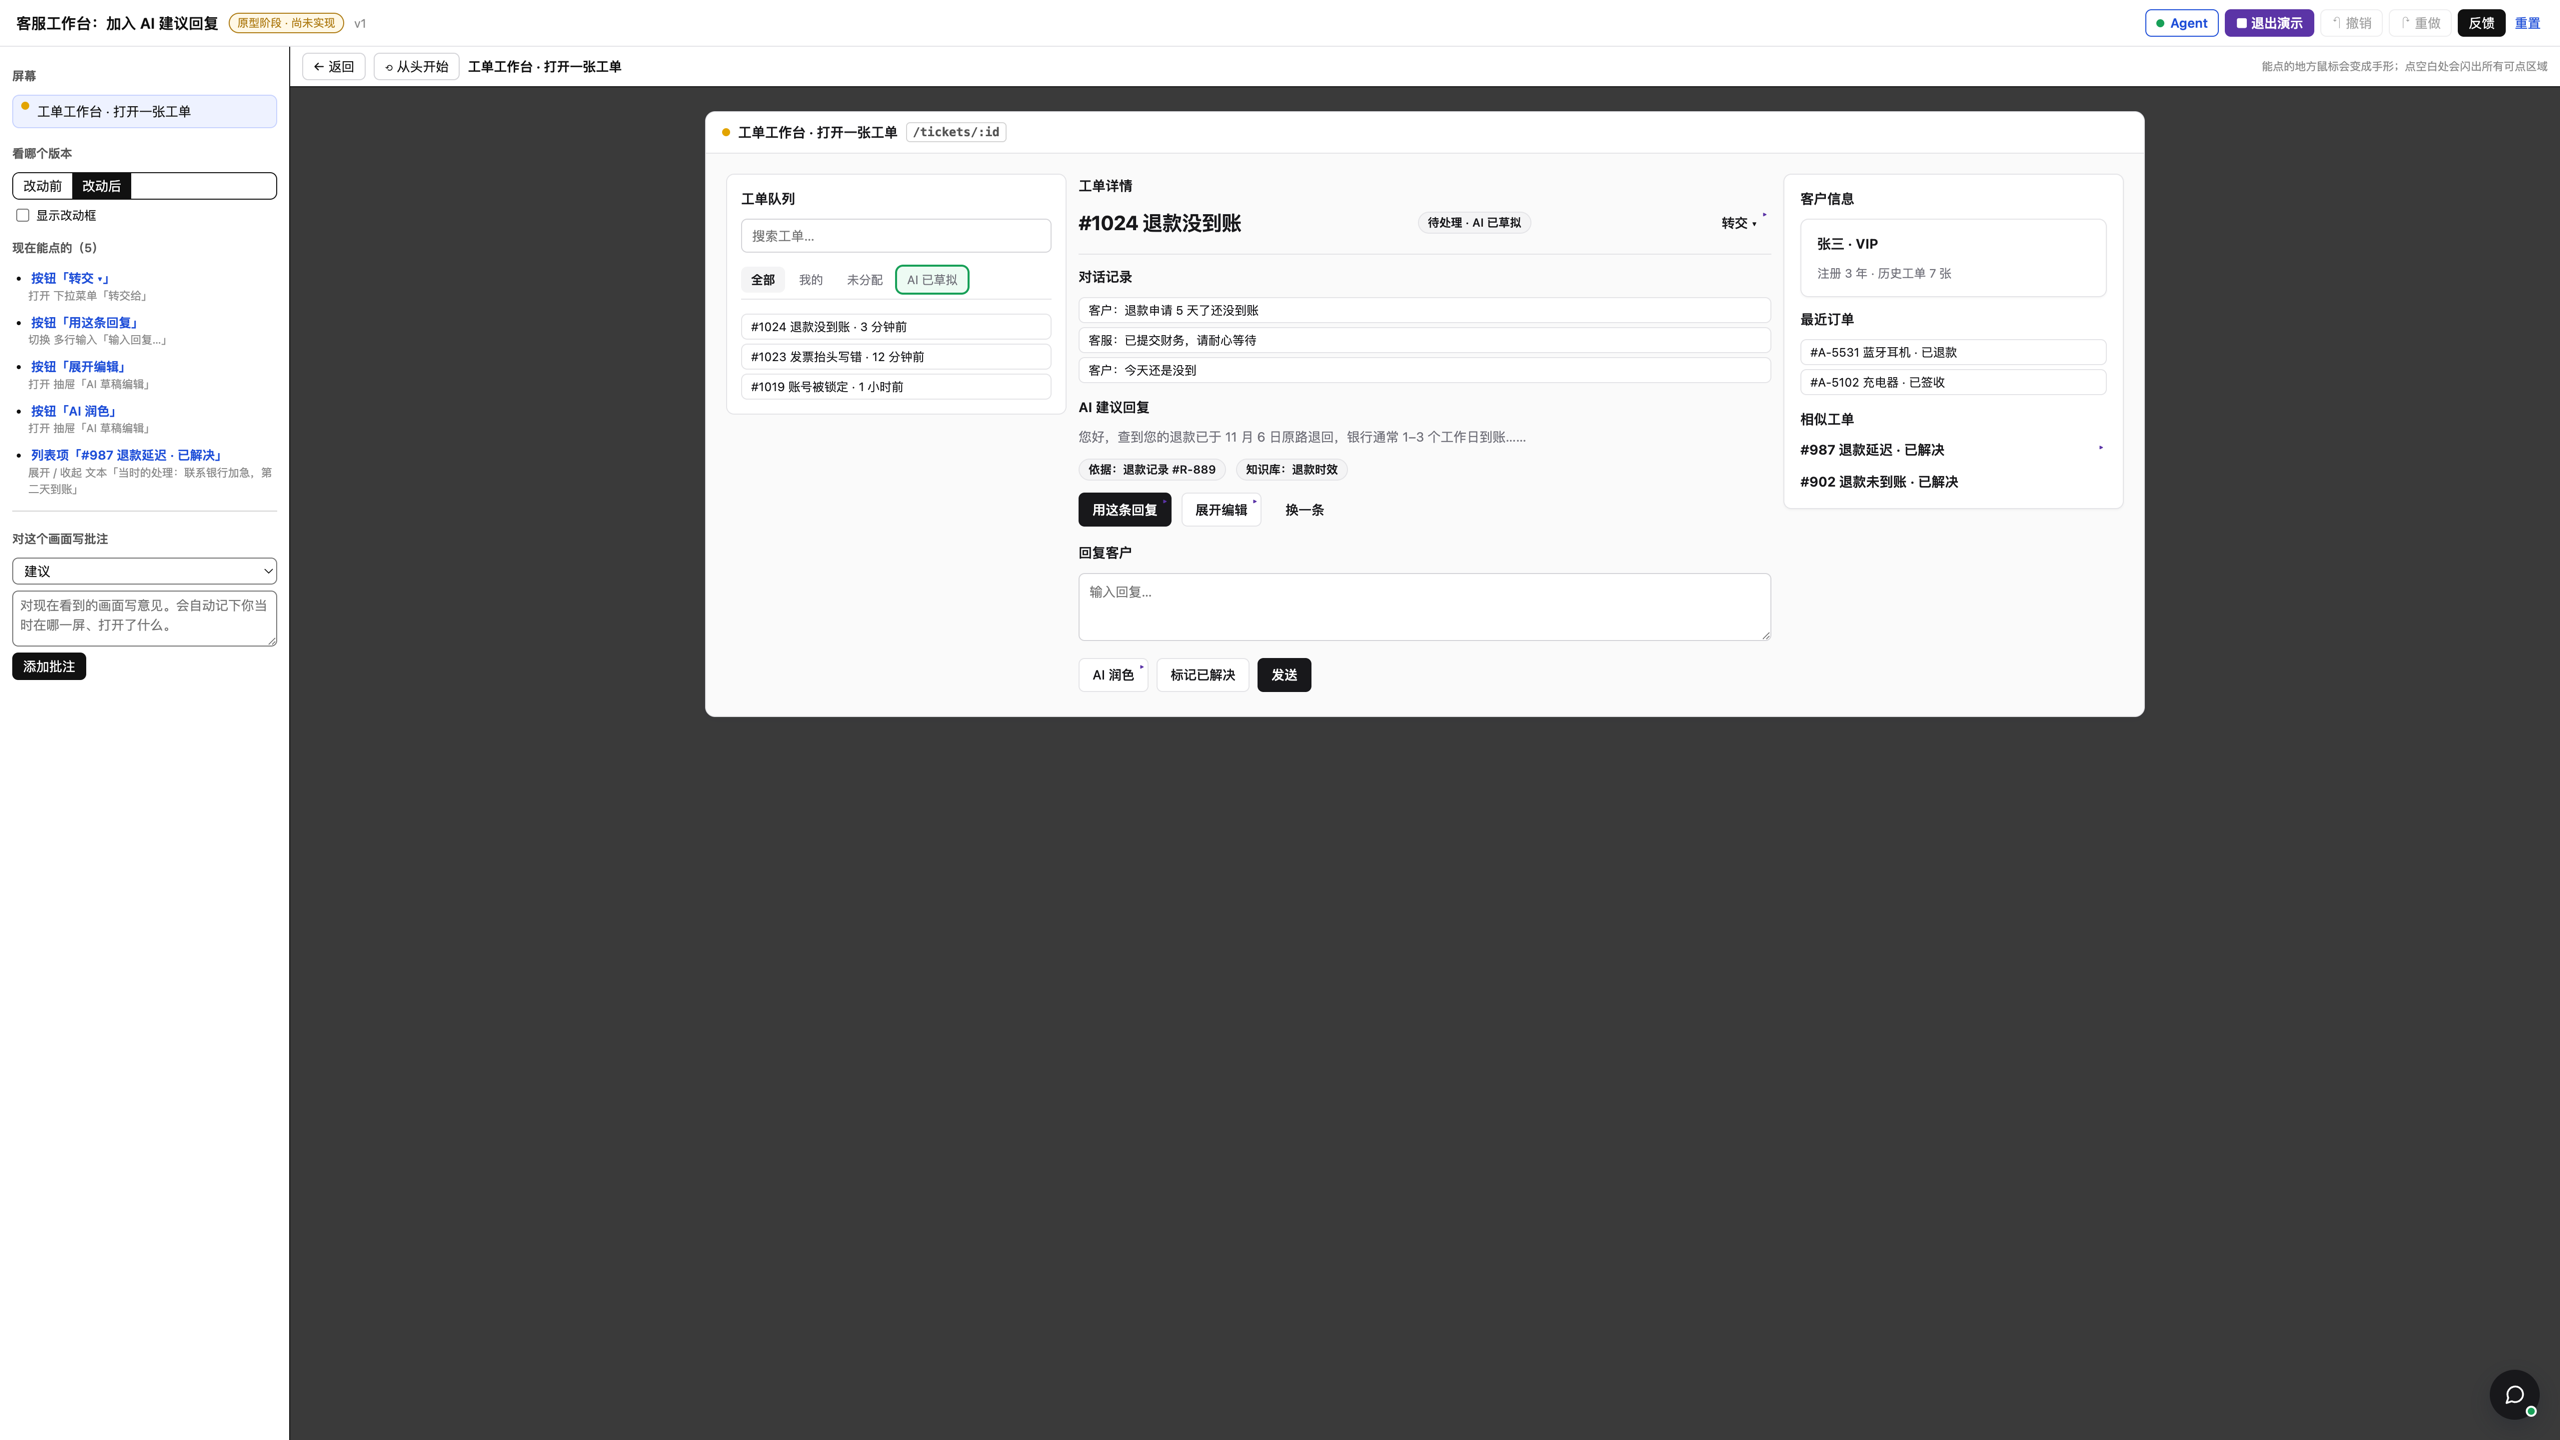 客服工作台：加入 AI 建议回复
原型阶段 · 尚未实现
v1
Agent
退出演示
撤销
重做
反馈
重置
屏幕
工单工作台 · 打开一张工单
看哪个版本
改动前
改动后
显示改动框
现在能点的（5）
按钮「转交 ▾」
打开 下拉菜单「转交给」
按钮「用这条回复」
切换 多行输入「输入回复…」
按钮「展开编辑」
打开 抽屉「AI 草稿编辑」
按钮「AI 润色」
打开 抽屉「AI 草稿编辑」
列表项「#987 退款延迟 · 已解决」
展开 / 收起 文本「当时的处理：联系银行加急，第
二天到账」
对这个画面写批注
建议
对现在看到的画面写意见。会自动记下你当
时在哪一屏、打开了什么。
添加批注
← 返回
⟲ 从头开始
工单工作台 · 打开一张工单
能点的地方鼠标会变成手形；点空白处会闪出所有可点区域
工单工作台 · 打开一张工单
/tickets/:id
工单队列
搜索工单…
全部
我的
未分配
AI 已草拟
#1024 退款没到账 · 3 分钟前
#1023 发票抬头写错 · 12 分钟前
#1019 账号被锁定 · 1 小时前
工单详情
#1024 退款没到账
待处理 · AI 已草拟
转交 ▾
对话记录
客户：退款申请 5 天了还没到账
客服：已提交财务，请耐心等待
客户：今天还是没到
AI 建议回复
您好，查到您的退款已于 11 月 6 日原路退回，银行通常 1–3 个工作日到账……
依据：退款记录 #R-889
知识库：退款时效
用这条回复
展开编辑
换一条
回复客户
输入回复…
AI 润色
标记已解决
发送
客户信息
张三 · VIP
注册 3 年 · 历史工单 7 张
最近订单
#A-5531 蓝牙耳机 · 已退款
#A-5102 充电器 · 已签收
相似工单
#987 退款延迟 · 已解决
#902 退款未到账 · 已解决